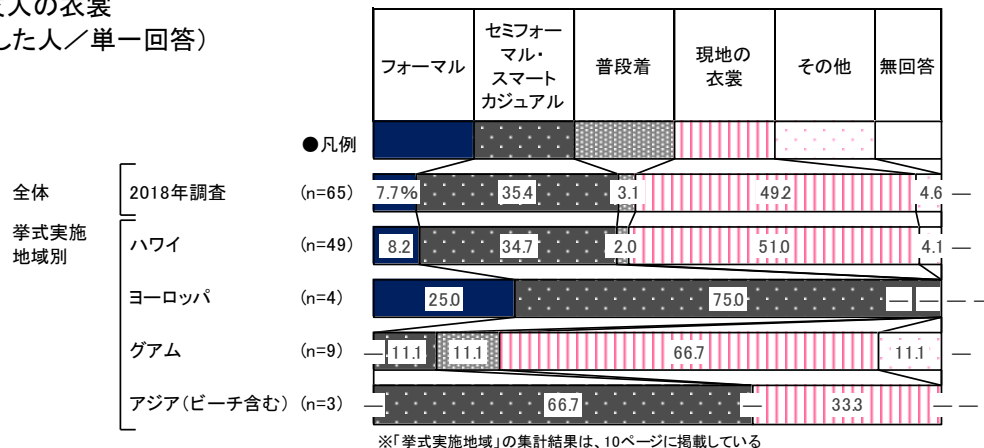 人の衣裳
した人／単一回答）
フォーマル
セミフォー
マル・
スマート
カジュアル
普段着
現地の
衣裳
その他
無回答
●凡例
全体 2018年調査 (n=65) 7.7% 35.4 3.1 49.2 4.6 —
挙式実施
地域別
ハワイ (n=49) 8.2 34.7 2.0 51.0 4.1 —
ヨーロッパ (n=4) 25.0 75.0 — — — —
グアム (n=9) — 11.1 11.1 66.7 11.1 —
アジア（ビーチ含む） (n=3) — 66.7 — 33.3 — —
※「挙式実施地域」の集計結果は、10ページに掲載している